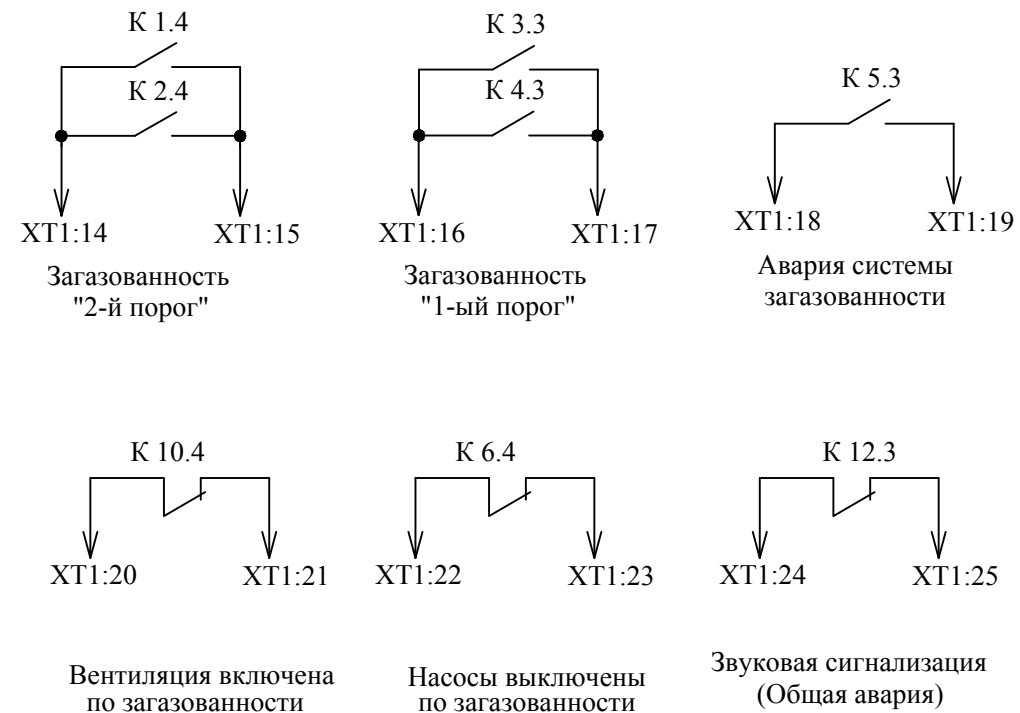 К 1.4
К 2.4
ХТ1:14 ХТ1:15
Загазованность
"2-й порог"
К 3.3
К 4.3
ХТ1:16 ХТ1:17
Загазованность
"1-ый порог"
К 5.3
ХТ1:18 ХТ1:19
Авария системы
загазованности
К 10.4
ХТ1:20 ХТ1:21
Вентиляция включена
по загазованности
К 6.4
ХТ1:22 ХТ1:23
Насосы выключены
по загазованности
К 12.3
ХТ1:24 ХТ1:25
Звуковая сигнализация
(Общая авария)